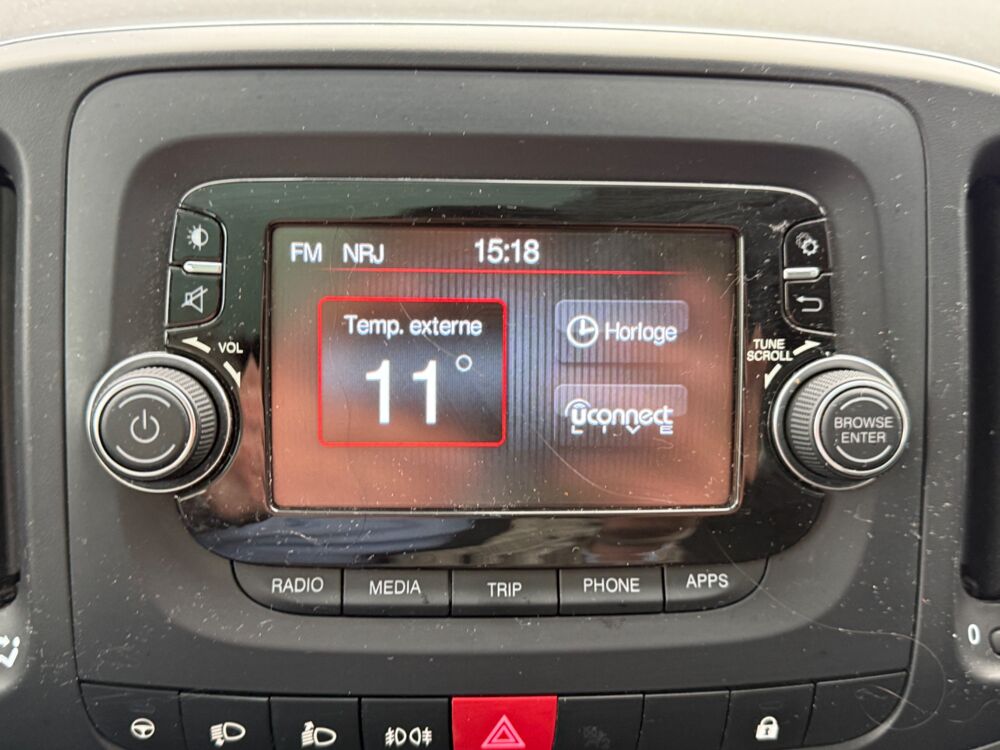 FM NRJ 15:18
Temp. externe
11°
Horloge
uconnect
LIVE
VOL
TUNE
SCROLL
BROWSE
ENTER
RADIO
MEDIA
TRIP
PHONE
APPS
0